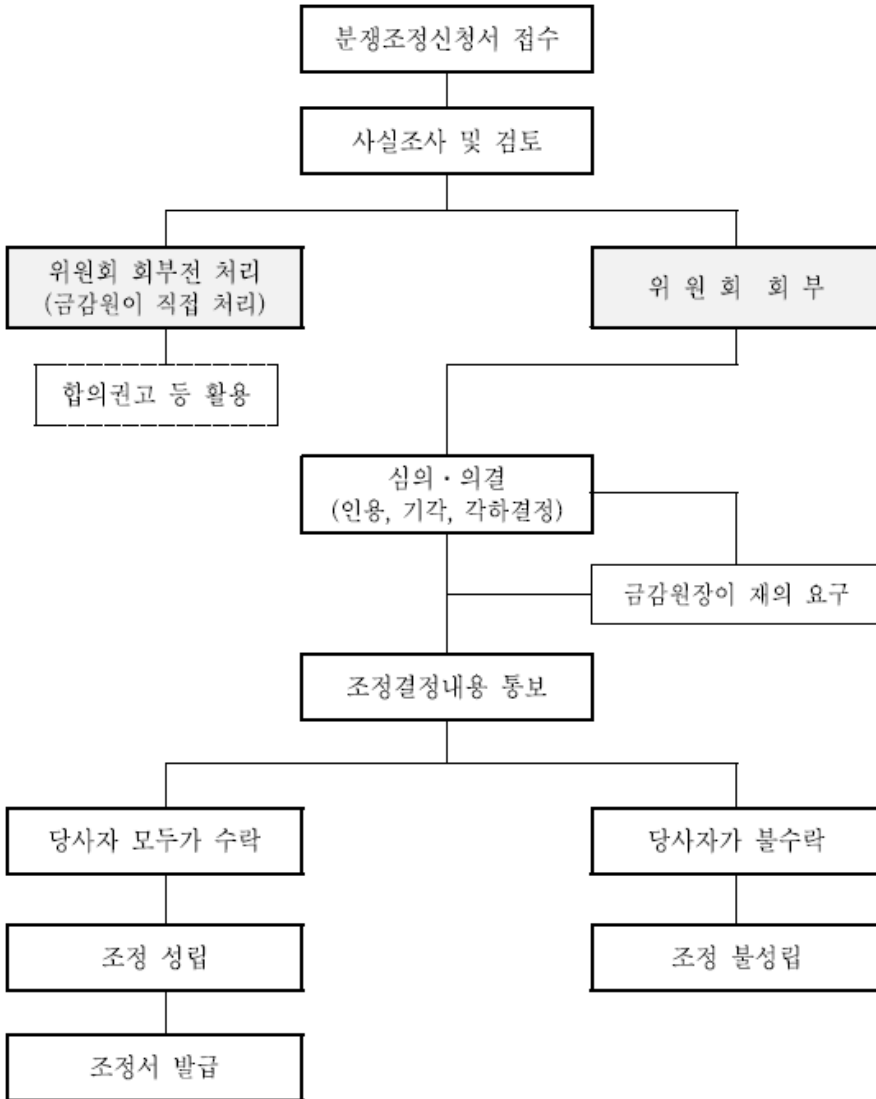 분쟁조정신청서 접수
사실조사 및 검토
위원회 회부전 처리
(금감원이 직접 처리)
위 원 회 회 부
합의권고 등 활용
심의·의결
(인용, 기각, 각하결정)
금감원장이 재의 요구
조정결정내용 통보
당사자 모두가 수락
당사자가 불수락
조정 성립
조정 불성립
조정서 발급